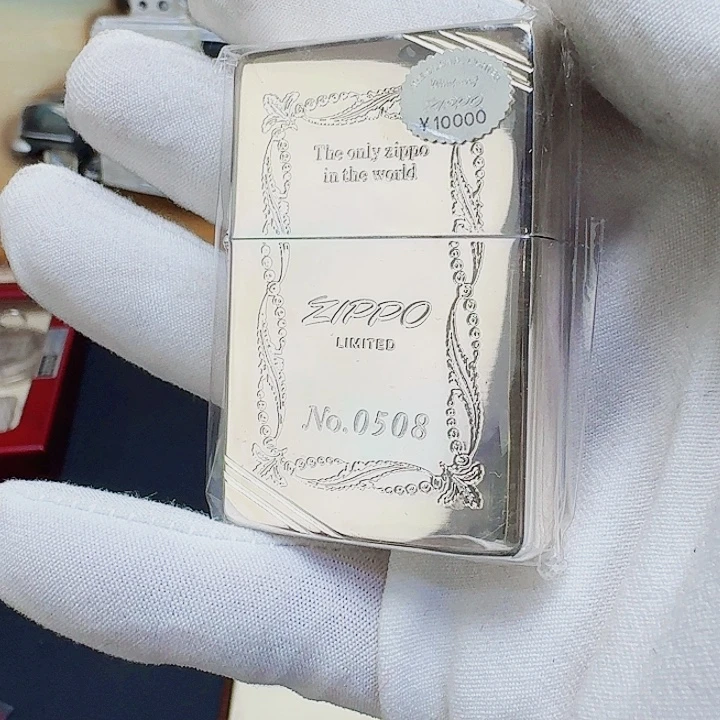 ¥10000
The only zippo
in the world
ZIPPO
LIMITED
No.0508